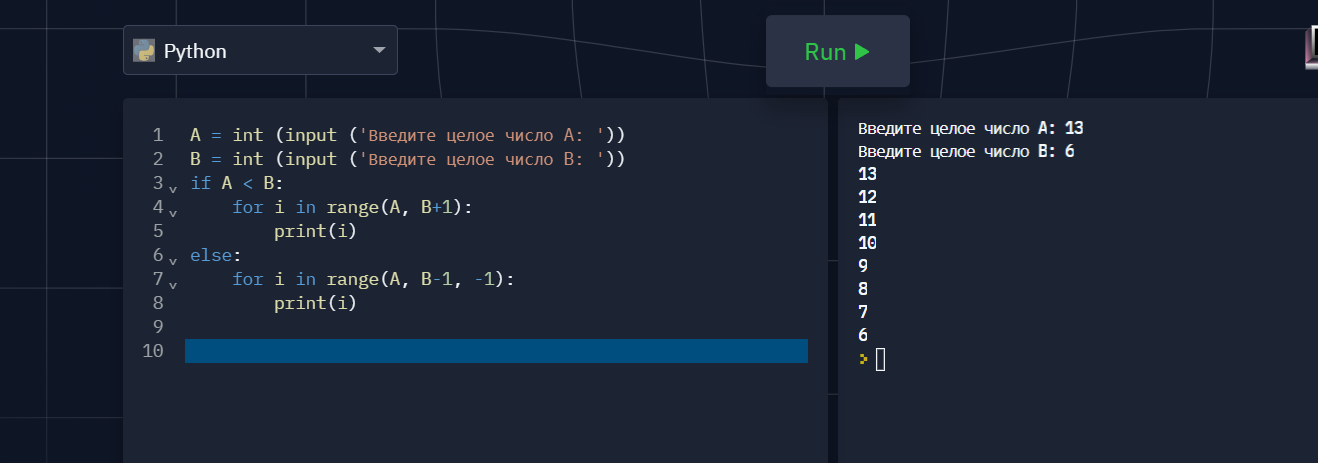 Python
Run
1 A = int (input ('Введите целое число A: '))
2 B = int (input ('Введите целое число B: '))
3 if A < B:
4     for i in range(A, B+1):
5         print(i)
6 else:
7     for i in range(A, B-1, -1):
8         print(i)
9
10
Введите целое число A: 13
Введите целое число B: 6
13
12
11
10
9
8
7
6
>